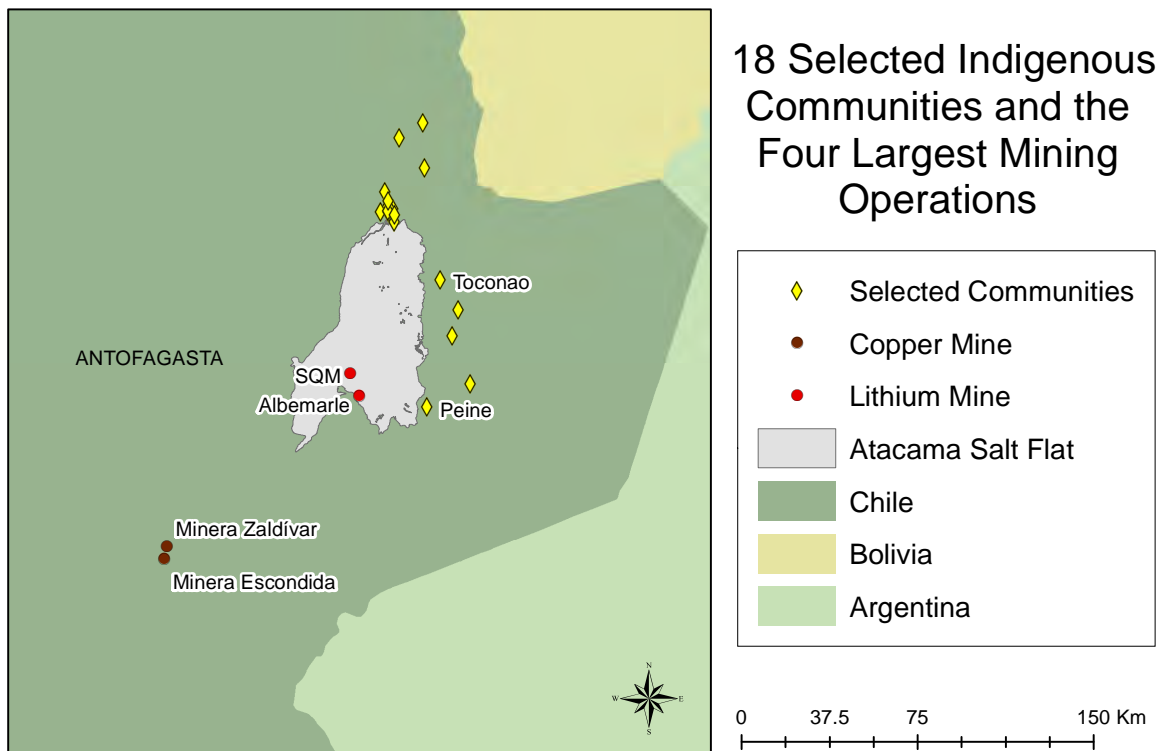 18 Selected Indigenous
Communities and the
Four Largest Mining
Operations
Toconao
ANTOFAGASTA
SQM
Albemarle
Peine
Minera Zaldívar
Minera Escondida
N
W
E
S
Selected Communities
Copper Mine
Lithium Mine
Atacama Salt Flat
Chile
Bolivia
Argentina
0 37.5 75 150 Km